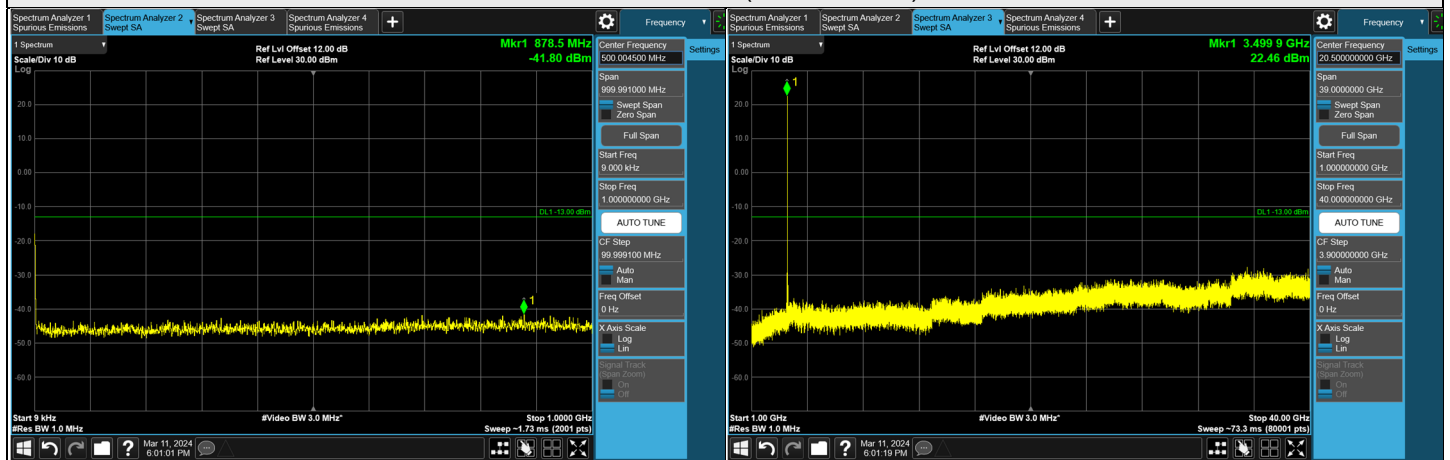 Spectrum Analyzer 1
Spurious Emissions
Spectrum Analyzer 2
Swept SA
Spectrum Analyzer 3
Swept SA
Spectrum Analyzer 4
Spurious Emissions
+
Frequency
1 Spectrum
Scale/Div 10 dB
Log
Ref Lvl Offset 12.00 dB
Ref Level 30.00 dBm
Mkr1 878.5 MHz
-41.80 dBm
20.0
10.0
0.00
-10.0
-20.0
-30.0
-40.0
-50.0
-60.0
DL1 -13.00 dBm
1
Start 9 kHz
#Res BW 1.0 MHz
#Video BW 3.0 MHz*
Stop 1.0000 GHz
Sweep ~1.73 ms (2001 pts)
Center Frequency
500.004500 MHz
Settings
Span
999.991000 MHz
Swept Span
Zero Span
Full Span
Start Freq
9.000 kHz
Stop Freq
1.000000000 GHz
AUTO TUNE
CF Step
99.999100 MHz
Auto
Man
Freq Offset
0 Hz
X Axis Scale
Log
Lin
Signal Track
(Span Zoom)
On
Off
?
Mar 11, 2024
6:01:01 PM
Spectrum Analyzer 1
Spurious Emissions
Spectrum Analyzer 2
Swept SA
Spectrum Analyzer 3
Swept SA
Spectrum Analyzer 4
Spurious Emissions
+
Frequency
1 Spectrum
Scale/Div 10 dB
Log
Ref Lvl Offset 12.00 dB
Ref Level 30.00 dBm
Mkr1 3.499 9 GHz
22.46 dBm
20.0
10.0
0.00
-10.0
-20.0
-30.0
-40.0
-50.0
-60.0
DL1 -13.00 dBm
1
Start 1.00 GHz
#Res BW 1.0 MHz
#Video BW 3.0 MHz*
Stop 40.00 GHz
Sweep ~73.3 ms (80001 pts)
Center Frequency
20.50000000 GHz
Settings
Span
39.0000000 GHz
Swept Span
Zero Span
Full Span
Start Freq
1.00000000 GHz
Stop Freq
40.00000000 GHz
AUTO TUNE
CF Step
3.900000000 GHz
Auto
Man
Freq Offset
0 Hz
X Axis Scale
Log
Lin
Signal Track
(Span Zoom)
On
Off
?
Mar 11, 2024
6:01:19 PM